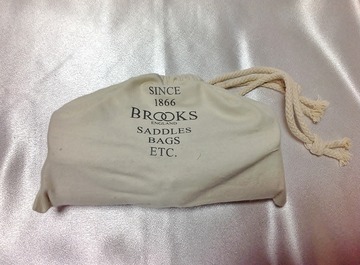 SINCE
1866
BROOKS
ENGLAND
SADDLES
BAGS
ETC.